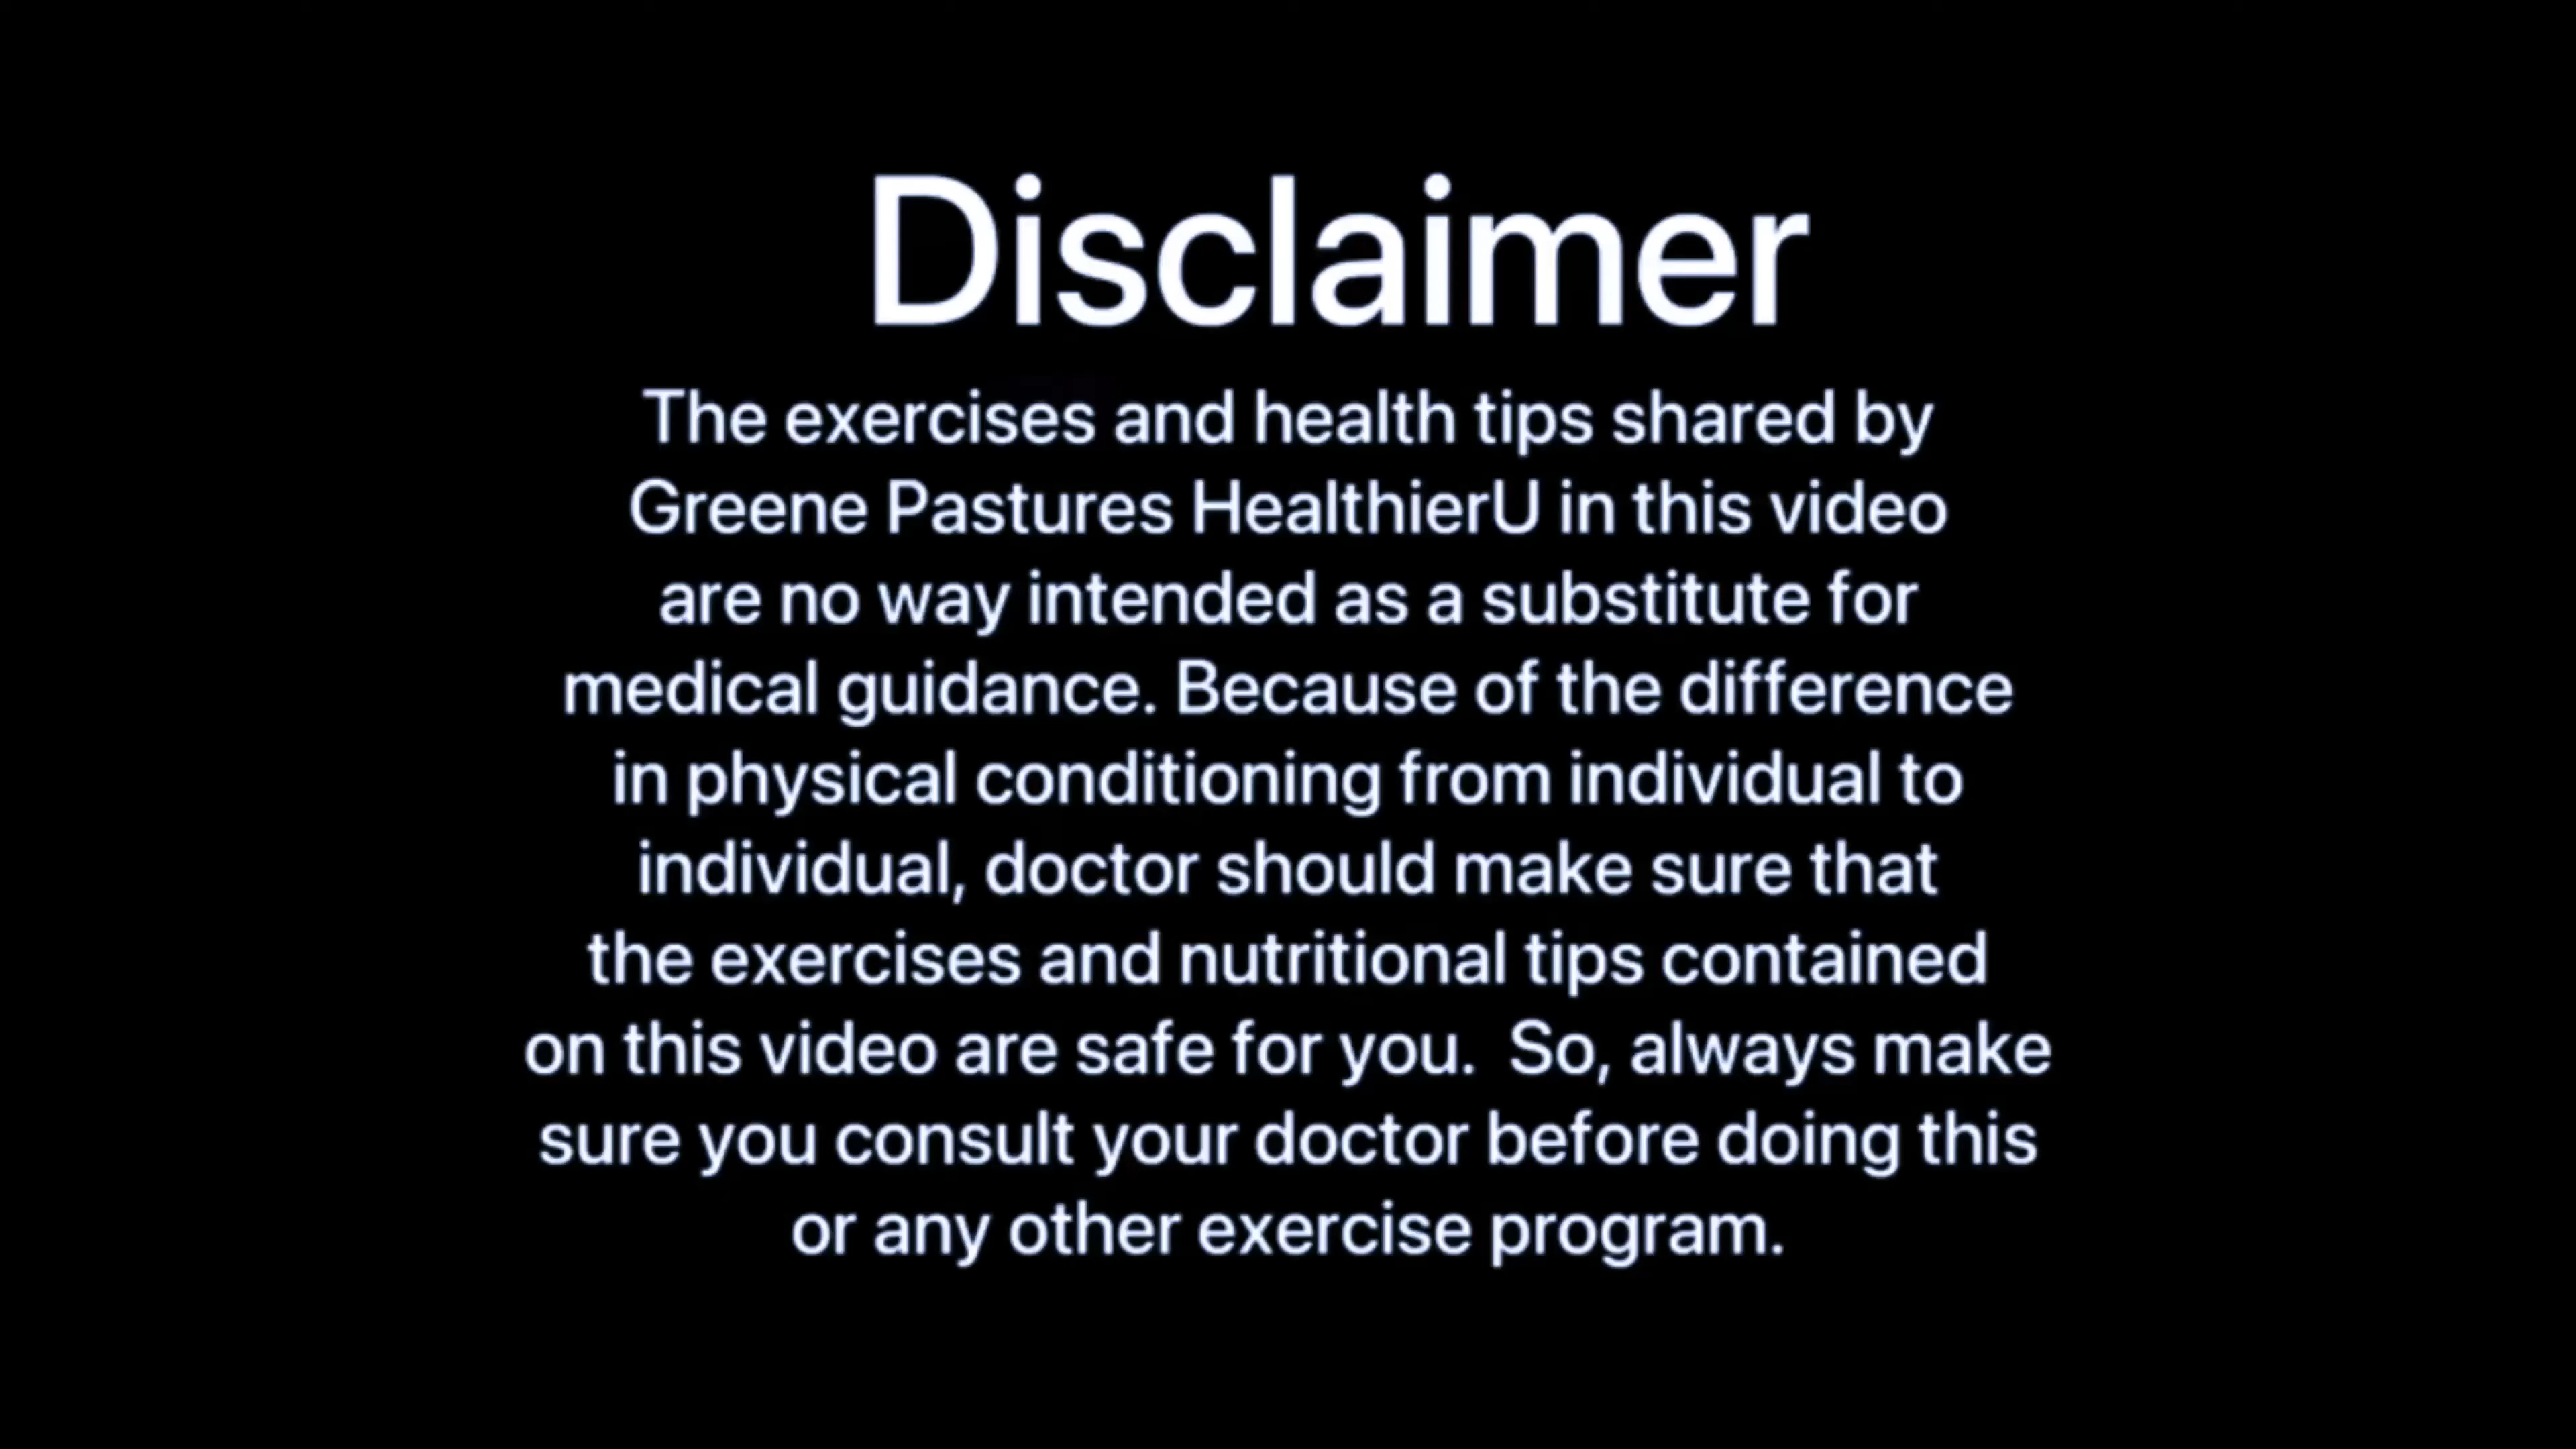 Disclaimer
The exercises and health tips shared by
Greene Pastures HealthierU in this video
are no way intended as a substitute for
medical guidance. Because of the difference
in physical conditioning from individual to
individual, doctor should make sure that
the exercises and nutritional tips contained
on this video are safe for you.  So, always make
sure you consult your doctor before doing this
or any other exercise program.